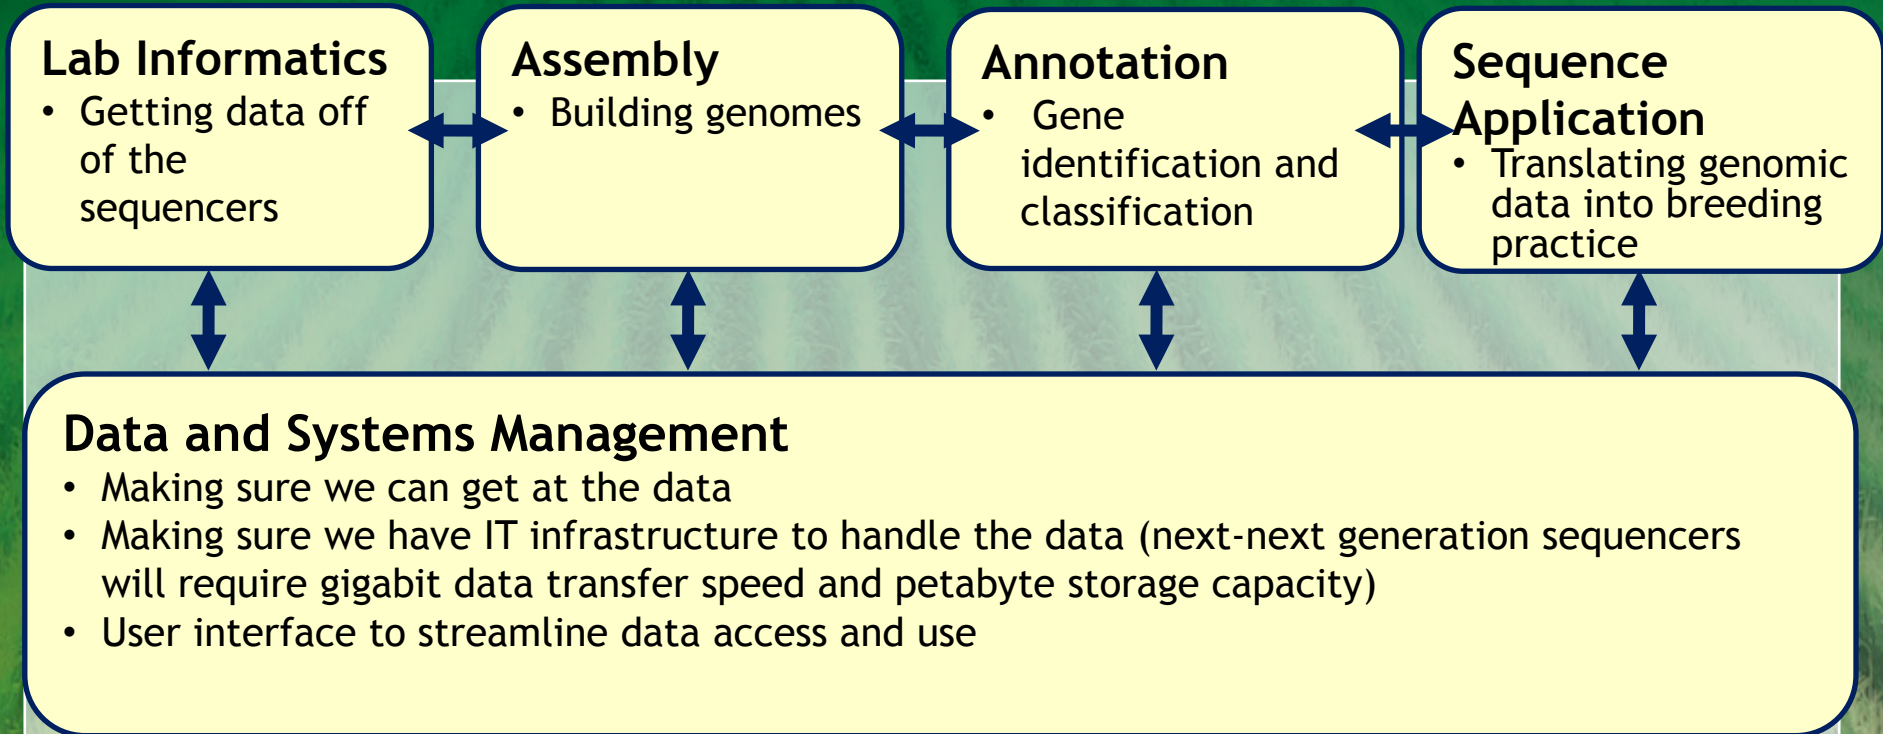 Lab Informatics
• Getting data off
of the
sequencers
Assembly
• Building genomes
Annotation
• Gene
identification and
classification
Sequence
Application
• Translating genomic
data into breeding
practice
Data and Systems Management
• Making sure we can get at the data
• Making sure we have IT infrastructure to handle the data (next-next generation sequencers
will require gigabit data transfer speed and petabyte storage capacity)
• User interface to streamline data access and use